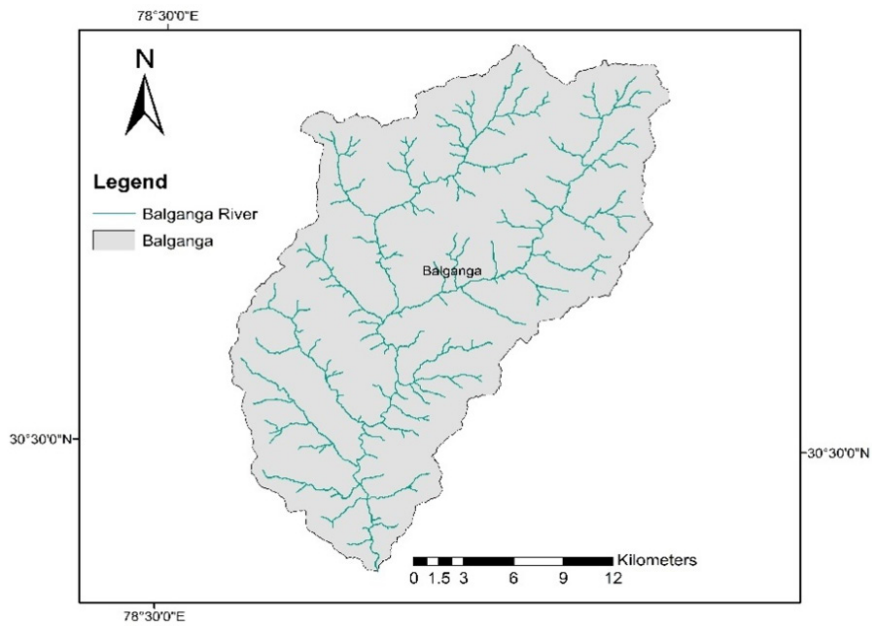 78°30'0"E
N
Legend
Balganga River
Balganga
Balganga
30°30'0"N
30°30'0"N
Kilometers
0 1.5 3 6 9 12
78°30'0"E